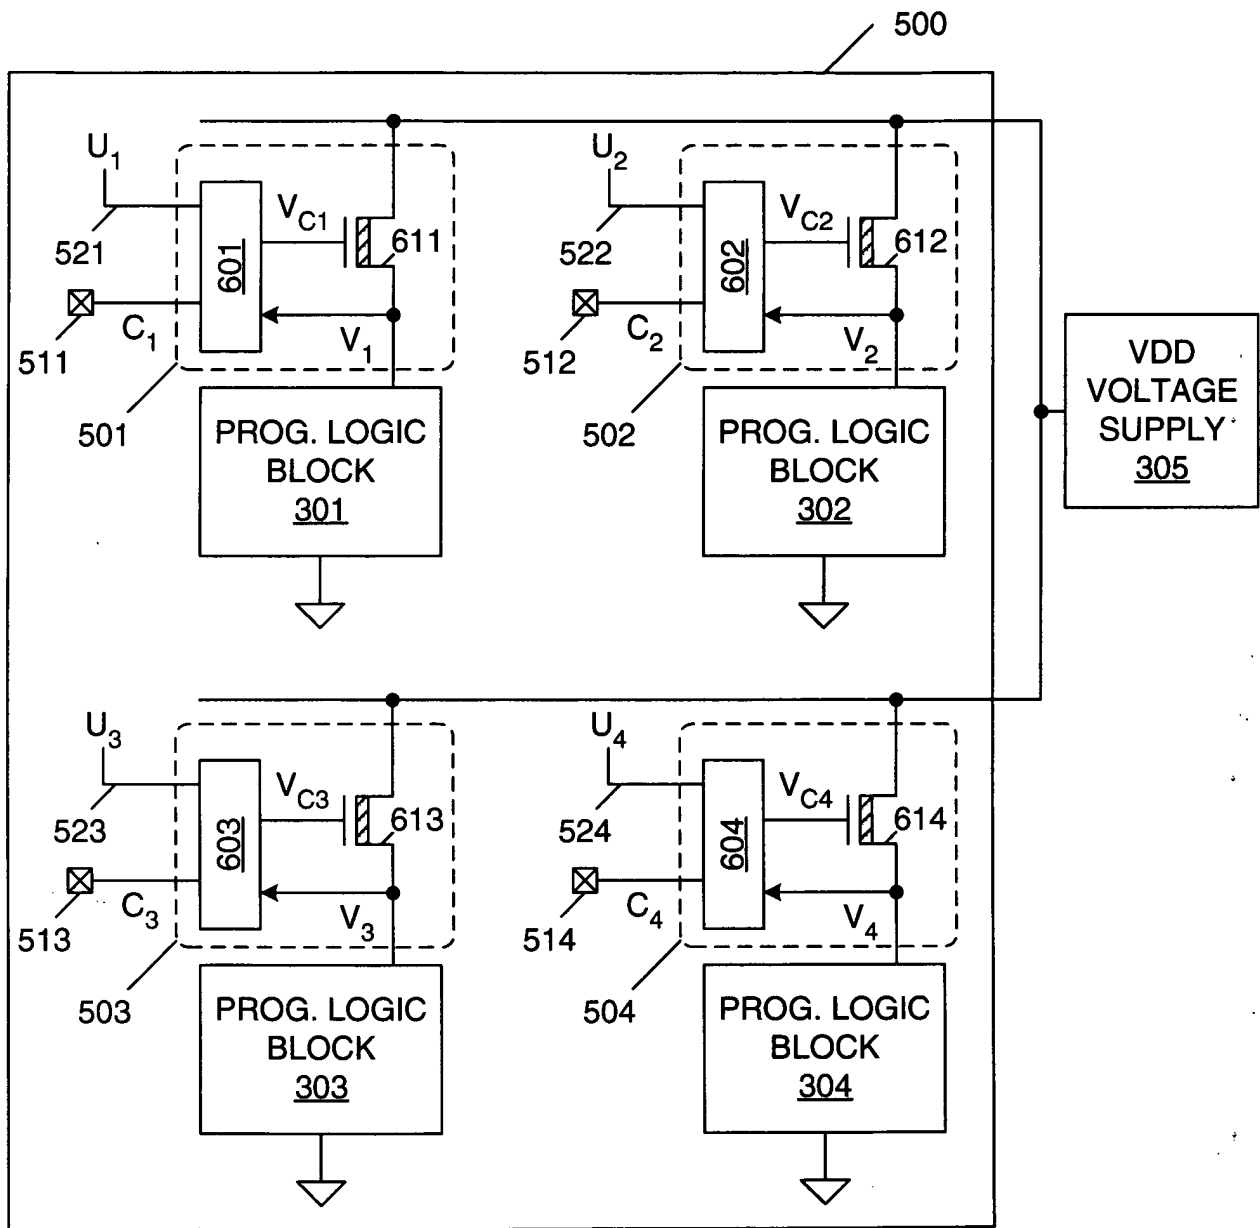 500
U1
U2
VC1
VC2
521
601
611
522
602
612
C1
V1
C2
V2
511
512
501
502
PROG. LOGIC
BLOCK
301
PROG. LOGIC
BLOCK
302
VDD
VOLTAGE
SUPPLY
305
U3
U4
VC3
VC4
523
603
613
524
604
614
C3
V3
C4
V4
513
514
503
504
PROG. LOGIC
BLOCK
303
PROG. LOGIC
BLOCK
304